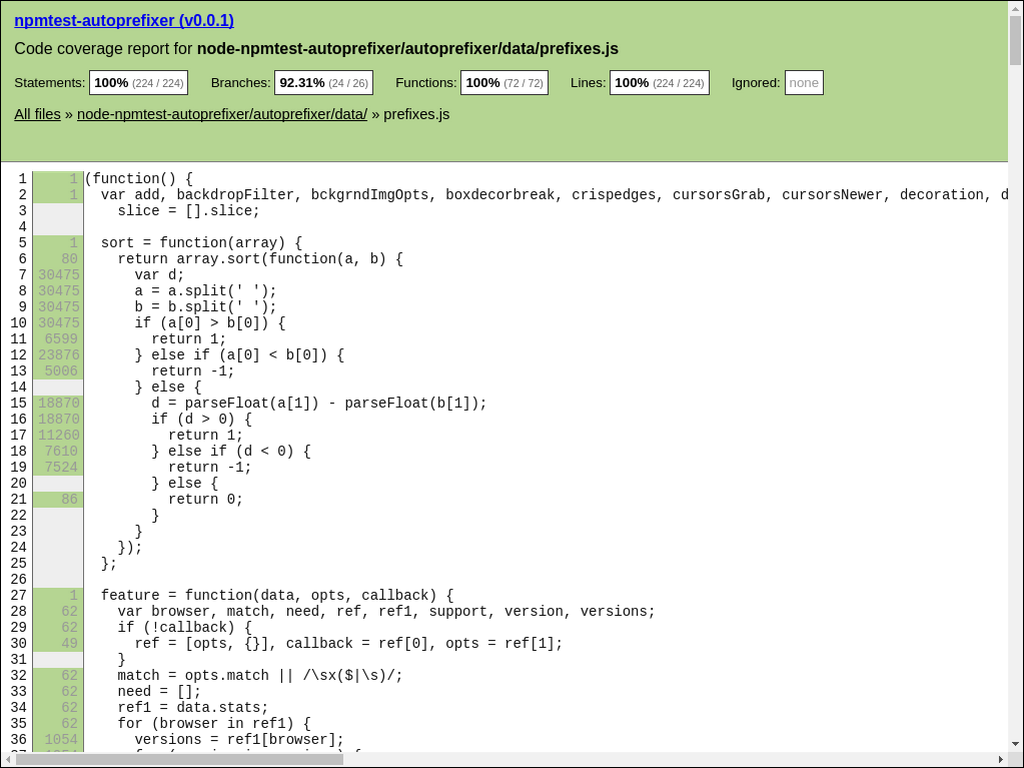 npmtest-autoprefixer (v0.0.1)
Code coverage report for node-npmtest-autoprefixer/autoprefixer/data/prefixes.js
Statements: 100% (224 / 224) Branches: 92.31% (24 / 26) Functions: 100% (72 / 72) Lines: 100% (224 / 224) Ignored: none
All files » node-npmtest-autoprefixer/autoprefixer/data/ » prefixes.js
1 1 (function() {
2 1 var add, backdropFilter, bckgrndImgOpts, boxdecorbreak, crispedges, cursorsGrab, cursorsNewer, decoration, d
3 slice = [].slice;
4
5 1 sort = function(array) {
6 80 return array.sort(function(a, b) {
7 30475 var d;
8 30475 a = a.split(' ');
9 30475 b = b.split(' ');
10 30475 if (a[0] > b[0]) {
11 6599 return 1;
12 23876 } else if (a[0] < b[0]) {
13 5006 return -1;
14 } else {
15 18870 d = parseFloat(a[1]) - parseFloat(b[1]);
16 18870 if (d > 0) {
17 11260 return 1;
18 7610 } else if (d < 0) {
19 7524 return -1;
20 } else {
21 86 return 0;
22 }
23 }
24 });
25 };
26
27 1 feature = function(data, opts, callback) {
28 62 var browser, match, need, ref, ref1, support, version, versions;
29 62 if (!callback) {
30 49 ref = [opts, {}], callback = ref[0], opts = ref[1];
31 }
32 62 match = opts.match || /\sx($|\s)/;
33 62 need = [];
34 62 ref1 = data.stats;
35 62 for (browser in ref1) {
36 1054 versions = ref1[browser];